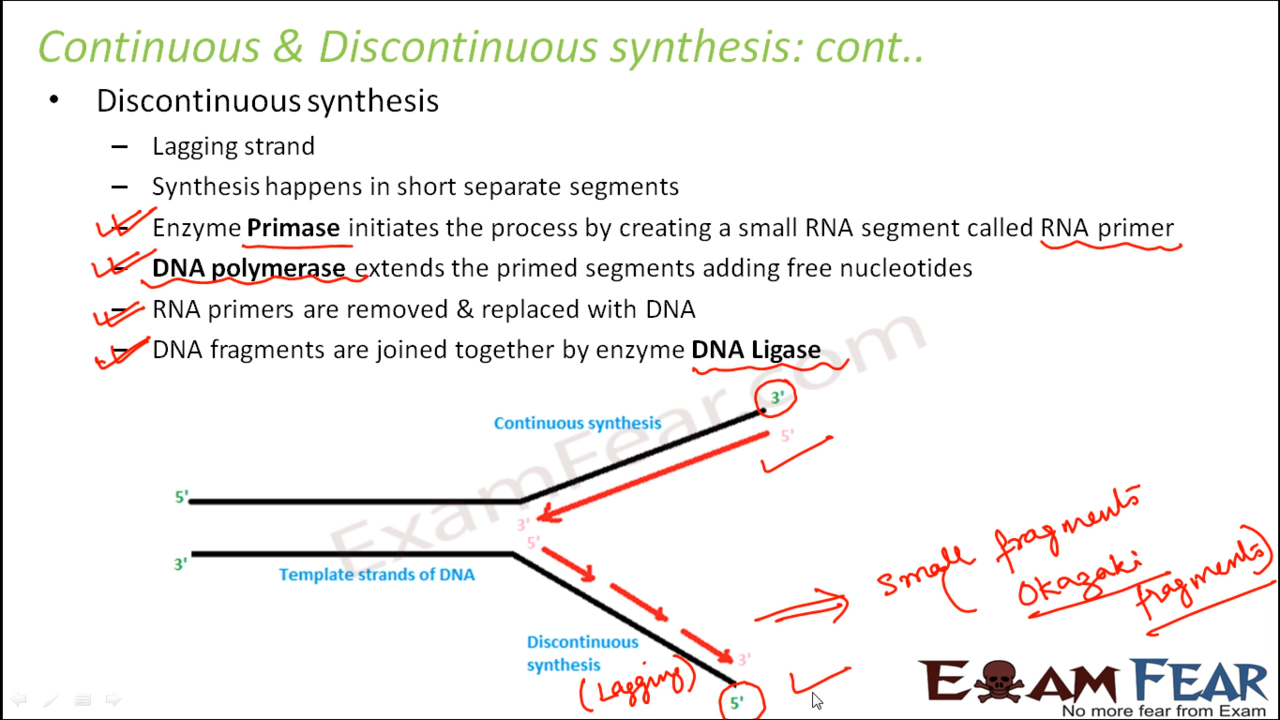 Continuous & Discontinuous synthesis: cont..
• Discontinuous synthesis
– Lagging strand
– Synthesis happens in short separate segments
– Enzyme Primase initiates the process by creating a small RNA segment called RNA primer
– DNA polymerase extends the primed segments adding free nucleotides
– RNA primers are removed & replaced with DNA
– DNA fragments are joined together by enzyme DNA Ligase
3'
Continuous synthesis
5'
5'
3'
5'
3'
Template strands of DNA
small fragments
(Okazaki
fragments)
Discontinuous
synthesis
(Lagging)
3'
5'
ExamFear.com
EXAM FEAR
No more fear from Exam